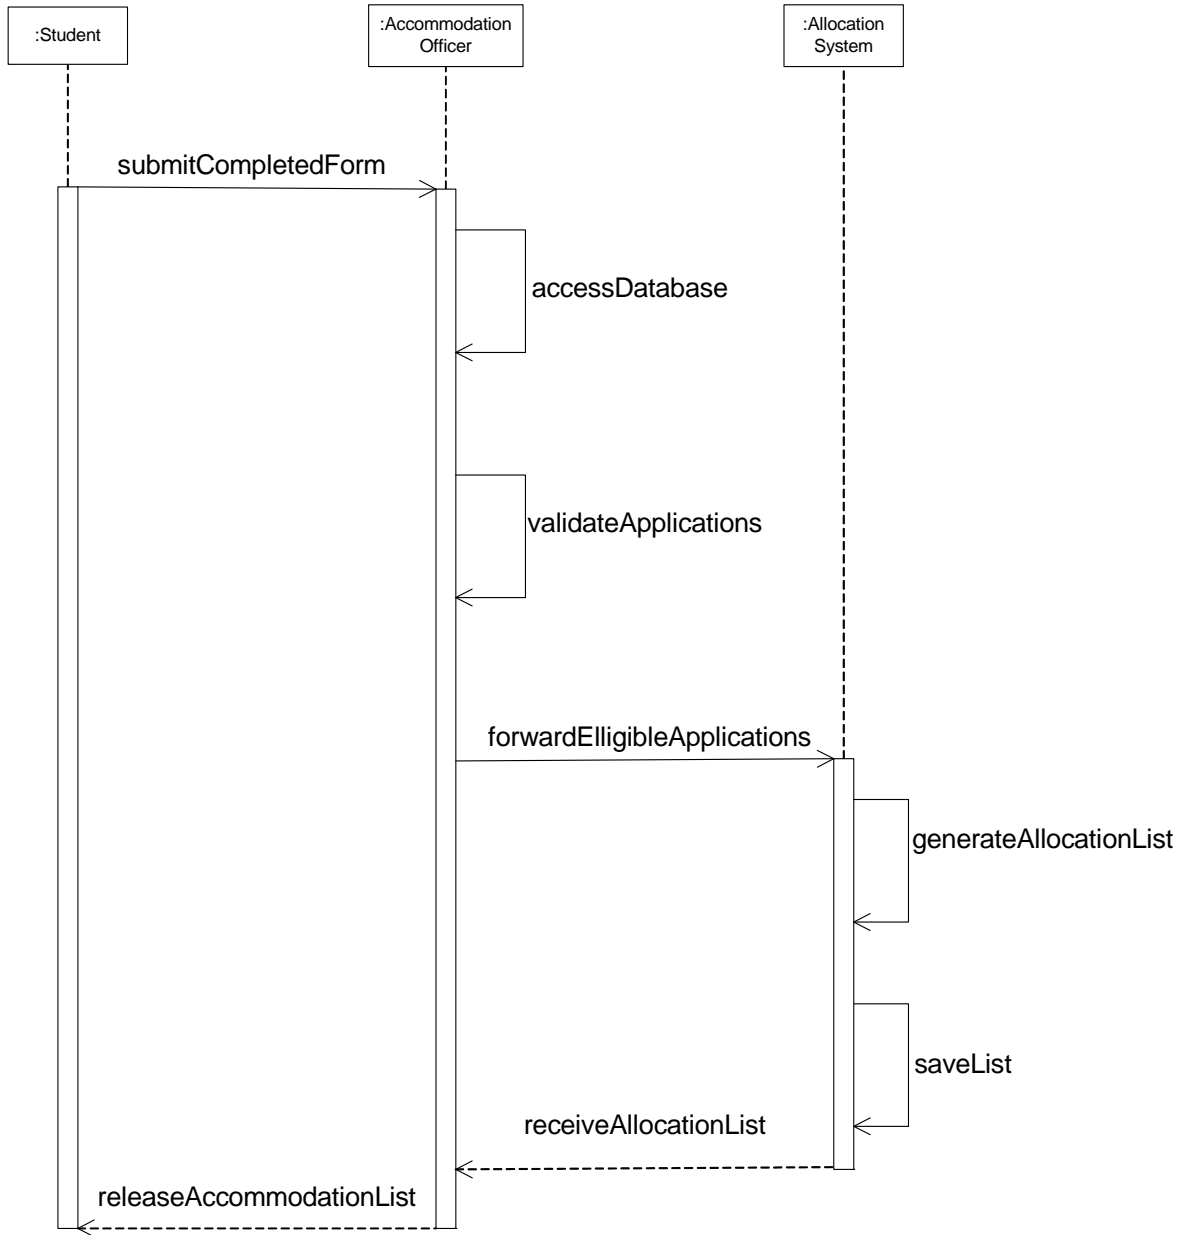 :Student
:Accommodation
Officer
:Allocation
System
submitCompletedForm
accessDatabase
validateApplications
forwardElligibleApplications
generateAllocationList
saveList
receiveAllocationList
releaseAccommodationList